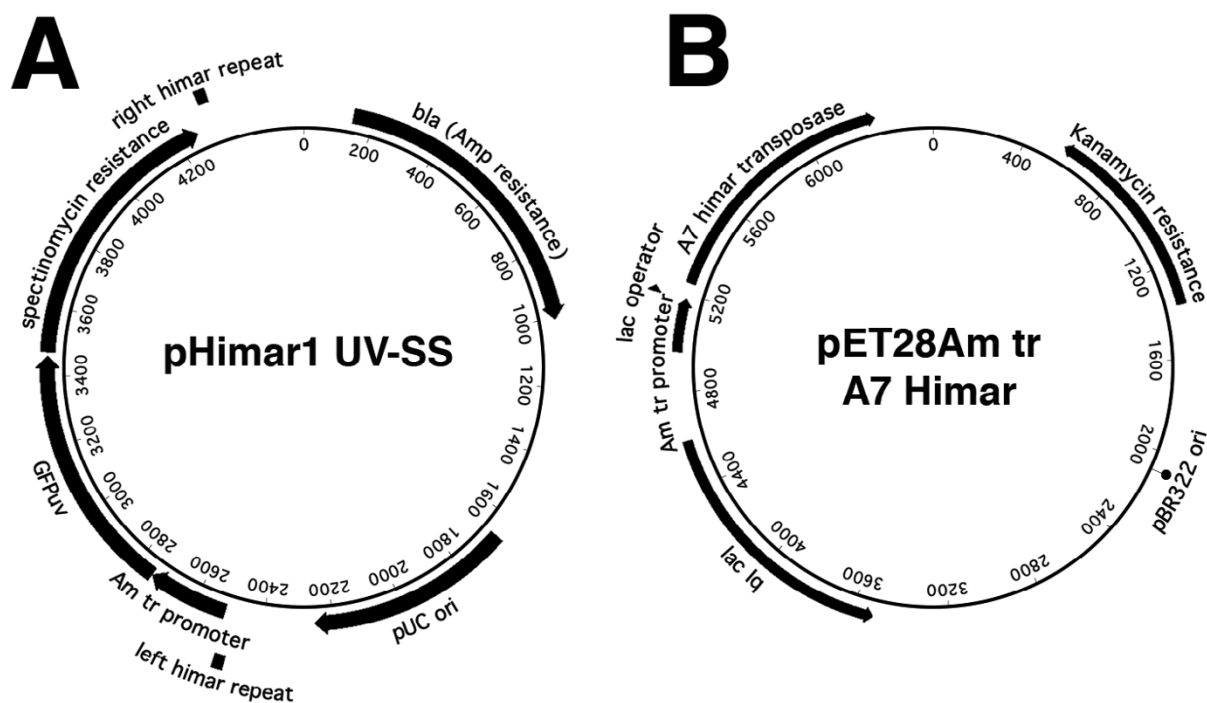 A
right himar repeat
spectinomycin resistance
bla (Amp resistance)
GFPuv
Am tr promoter
left himar repeat
pUC ori
pHimar1 UV-SS
0
200
400
600
800
1000
1200
1400
1600
1800
2000
2200
2400
2600
2800
3000
3200
3400
3600
3800
4000
4200
B
A7 himar transposase
Kanamycin resistance
lac operator
Am tr promoter
lac Iq
pBR322 ori
pET28Am tr
A7 Himar
0
400
800
1200
1600
2000
2400
2800
3200
3600
4000
4400
4800
5200
5600
6000